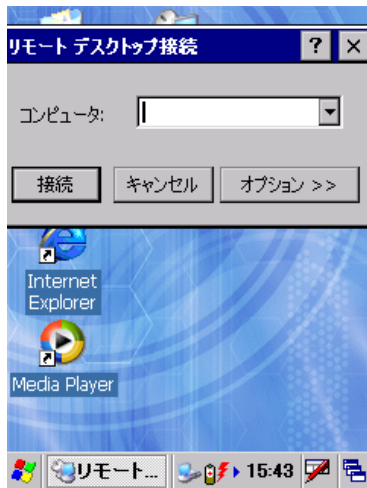 リモート デスクトップ接続
?
×
コンピュータ:
接続
キャンセル
オプション >>
Internet
Explorer
Media Player
リモート...
15:43